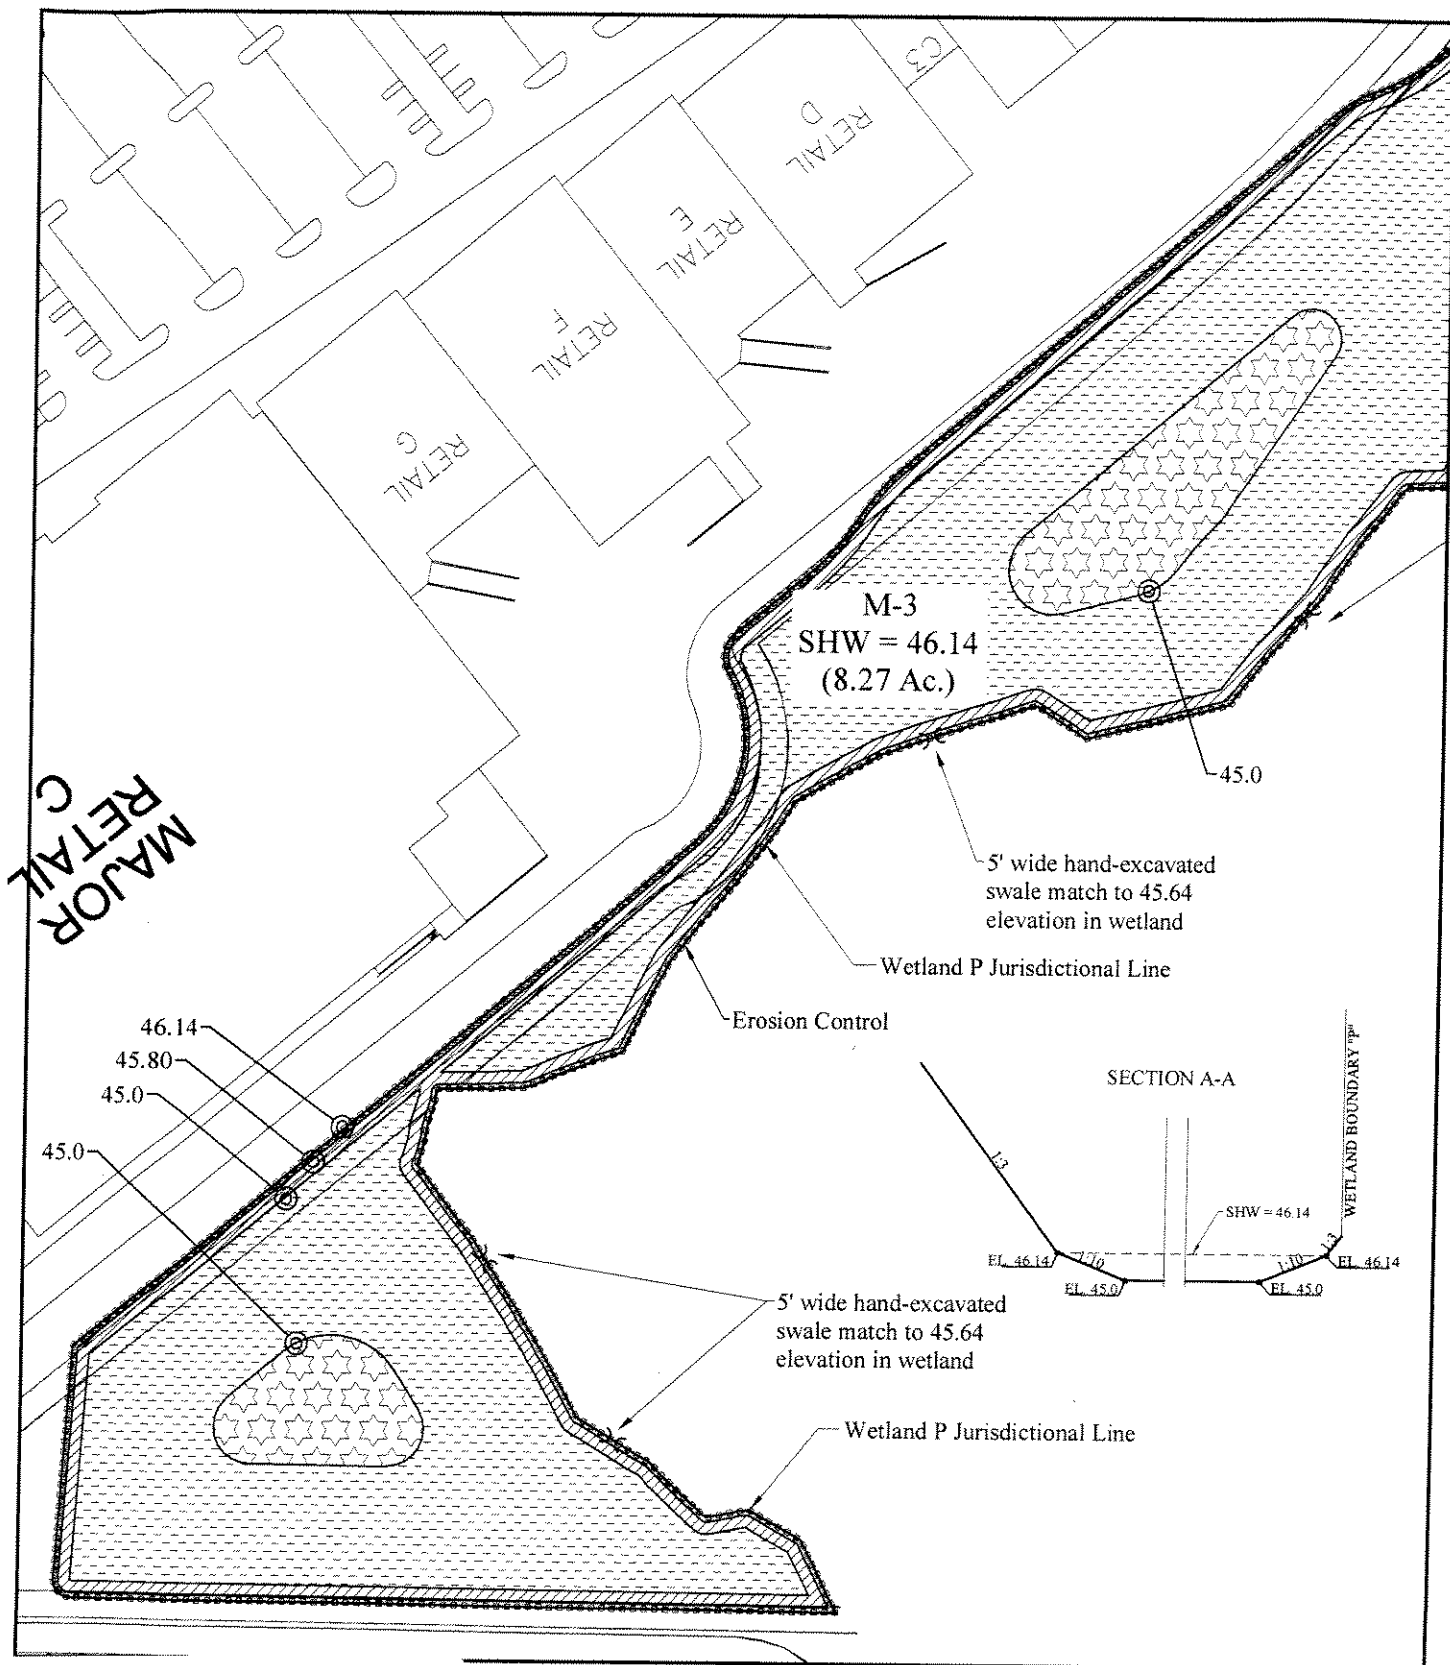 C3
RETAIL
D
RETAIL
E
RETAIL
F
RETAIL
G
MAJOR
RETAIL
C
M-3
SHW = 46.14
(8.27 Ac.)
45.0
5' wide hand-excavated
swale match to 45.64
elevation in wetland
Wetland P Jurisdictional Line
Erosion Control
46.14
45.80
45.0
45.0
SECTION A-A
WETLAND BOUNDARY "P"
1:3
SHW = 46.14
1:3
EL. 46.14
1:10
EL. 46.14
EL. 45.0
EL. 45.0
5' wide hand-excavated
swale match to 45.64
elevation in wetland
Wetland P Jurisdictional Line